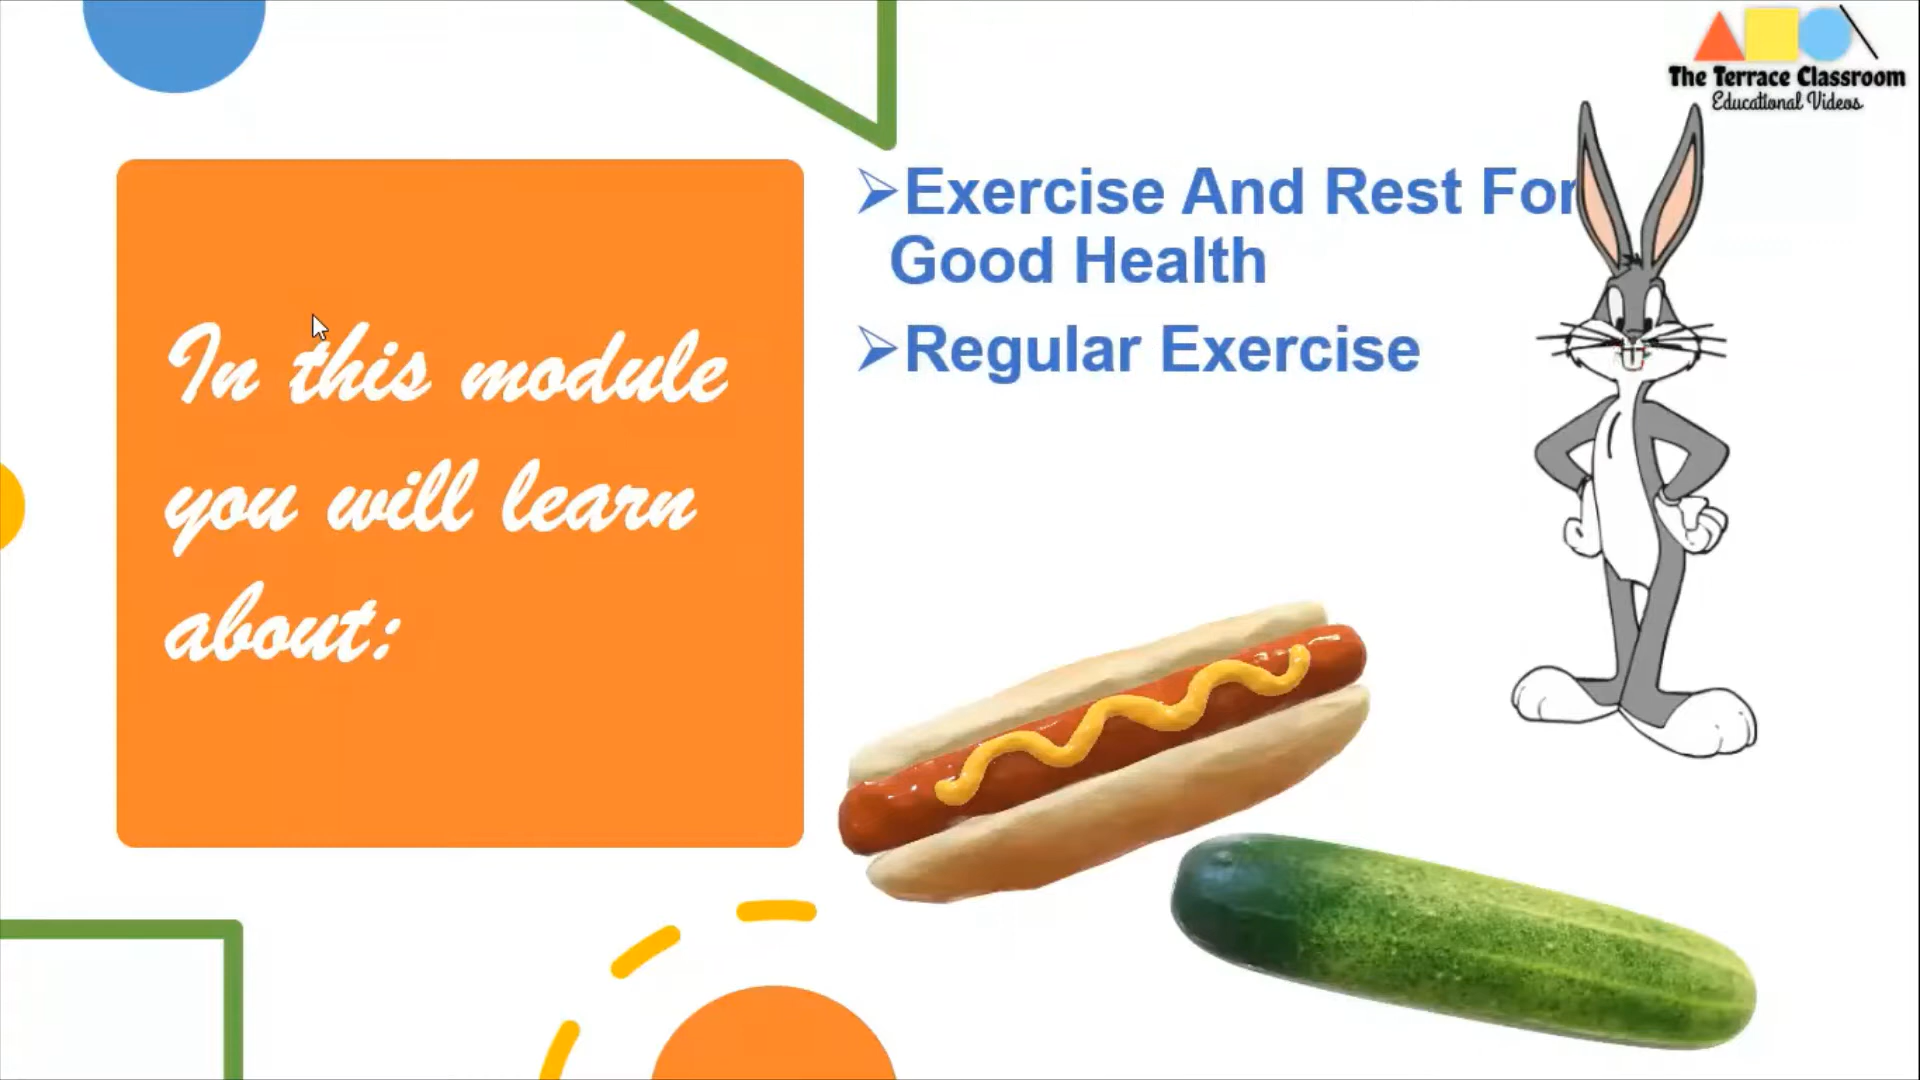 The Terrace Classroom
Educational Videos
In this module
you will learn
about:
Exercise And Rest For
Good Health
Regular Exercise